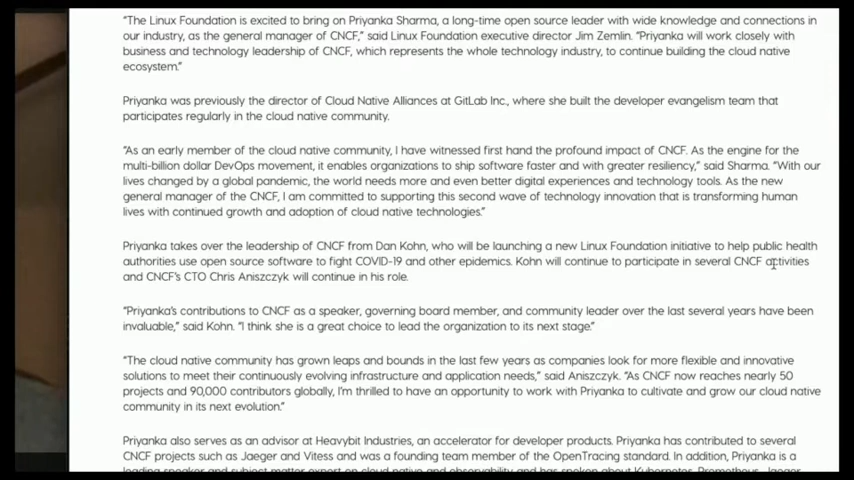 “The Linux Foundation is excited to bring on Priyanka Sharma, a long-time open source leader with wide knowledge and connections in
our industry, as the general manager of CNCF,” said Linux Foundation executive director Jim Zemlin. “Priyanka will work closely with
business and technology leadership of CNCF, which represents the whole technology industry, to continue building the cloud native
ecosystem.”
Priyanka was previously the director of Cloud Native Alliances at GitLab Inc., where she built the developer evangelism team that
participates regularly in the cloud native community.
“As an early member of the cloud native community, I have witnessed first hand the profound impact of CNCF. As the engine for the
multi-billion dollar DevOps movement, it enables organizations to ship software faster and with greater resiliency,” said Sharma. “With our
lives changed by a global pandemic, the world needs more and even better digital experiences and technology tools. As the new
general manager of the CNCF, I am committed to supporting this second wave of technology innovation that is transforming human
lives with continued growth and adoption of cloud native technologies.”
Priyanka takes over the leadership of CNCF from Dan Kohn, who will be launching a new Linux Foundation initiative to help public health
authorities use open source software to fight COVID-19 and other epidemics. Kohn will continue to participate in several CNCF activities
and CNCF’s CTO Chris Aniszczyk will continue in his role.
“Priyanka’s contributions to CNCF as a speaker, governing board member, and community leader over the last several years have been
invaluable,” said Kohn. “I think she is a great choice to lead the organization to its next stage.”
“The cloud native community has grown leaps and bounds in the last few years as companies look for more flexible and innovative
solutions to meet their continuously evolving infrastructure and application needs,” said Aniszczyk. “As CNCF now reaches nearly 50
projects and 90,000 contributors globally, I’m thrilled to have an opportunity to work with Priyanka to cultivate and grow our cloud native
community in its next evolution.”
Priyanka also serves as an advisor at Heavybit Industries, an accelerator for developer products. Priyanka has contributed to several
CNCF projects such as Jaeger and Vitess and was a founding team member of the OpenTracing standard. In addition, Priyanka is a
leading speaker and subject matter expert on cloud native and observability and has spoken about Kubernetes, Prometheus, Jaeger,